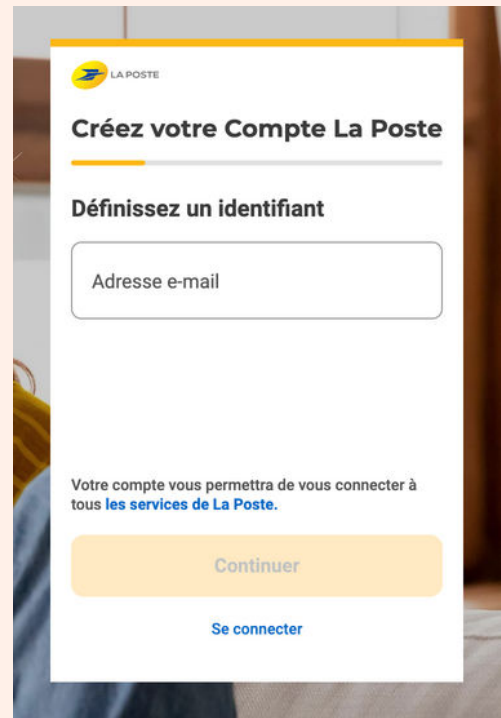 LA POSTE
Créez votre Compte La Poste
Définissez un identifiant
Adresse e-mail
Votre compte vous permettra de vous connecter à
tous les services de La Poste.
Continuer
Se connecter